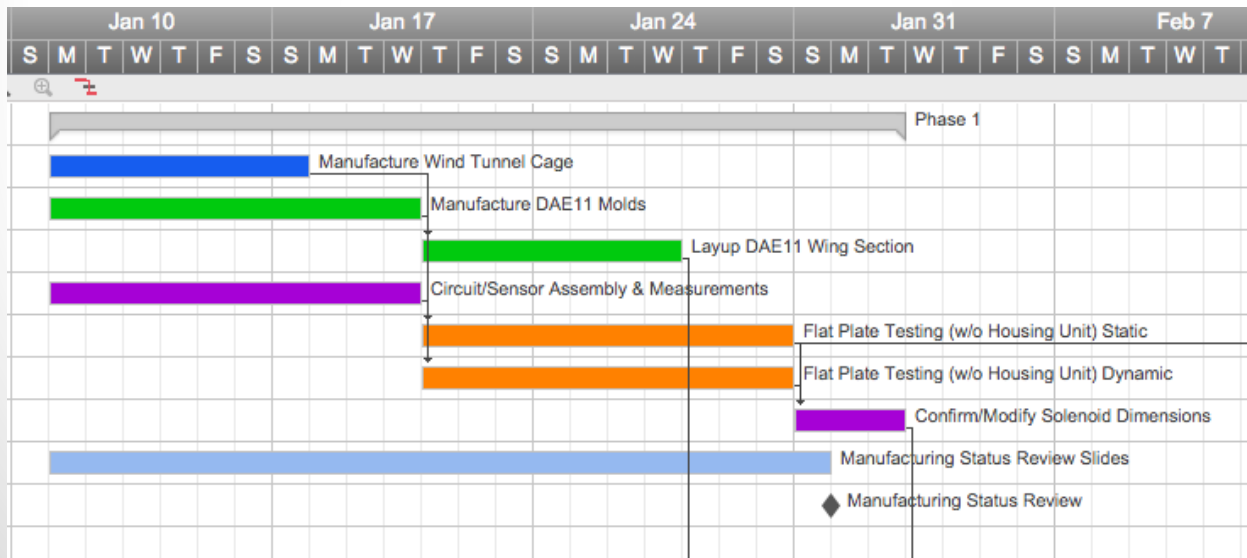 Jan 10 Jan 17 Jan 24 Jan 31 Feb 7
S M T W T F S S M T W T F S S M T W T F S S M T W T F S S M T W T
Phase 1
Manufacture Wind Tunnel Cage
Manufacture DAE11 Molds
Layup DAE11 Wing Section
Circuit/Sensor Assembly & Measurements
Flat Plate Testing (w/o Housing Unit) Static
Flat Plate Testing (w/o Housing Unit) Dynamic
Confirm/Modify Solenoid Dimensions
Manufacturing Status Review Slides
Manufacturing Status Review